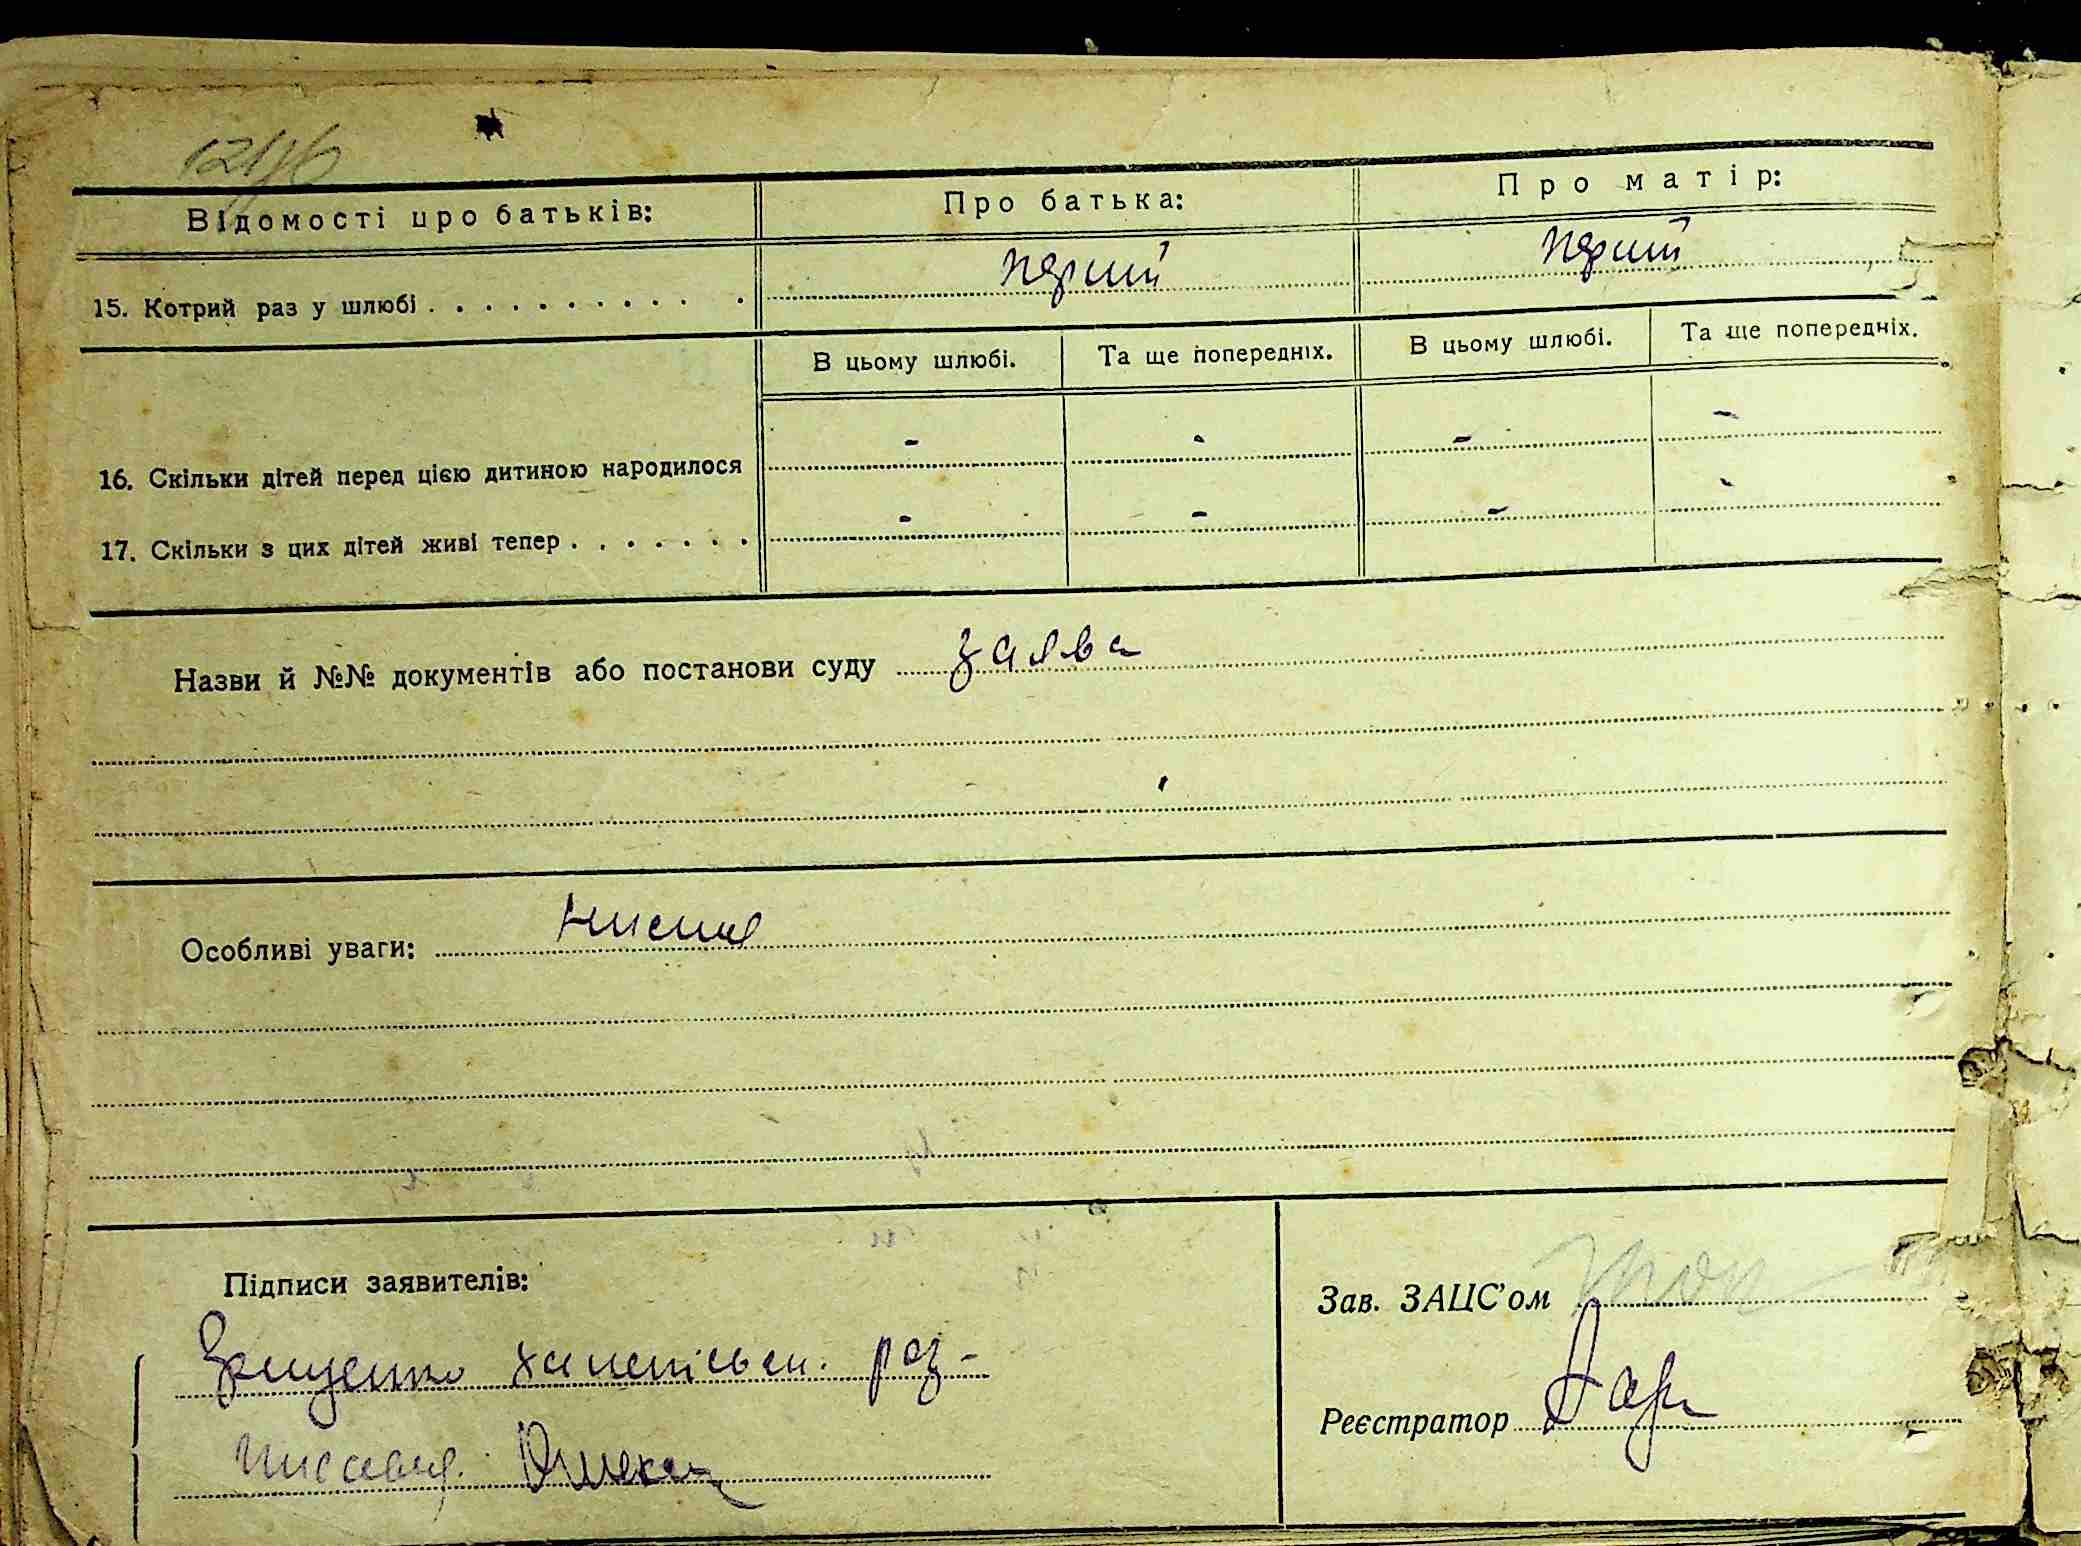 Відомості про батьків: Про батька: Про матір:
15. Котрий раз у шлюбі . . . . . . . . . . . перший перший
В цьому шлюбі. Та ще попередніх. В цьому шлюбі. Та ще попередніх.
16. Скільки дітей перед цією дитиною народилося - - - -
17. Скільки з цих дітей живі тепер . . . . . . . - - - -
Назви й №№ документів або постанови суду заява
Особливі уваги:
Підписи заявителів:
Зав. ЗАЦС'ом
роз-
Реєстратор
писався.